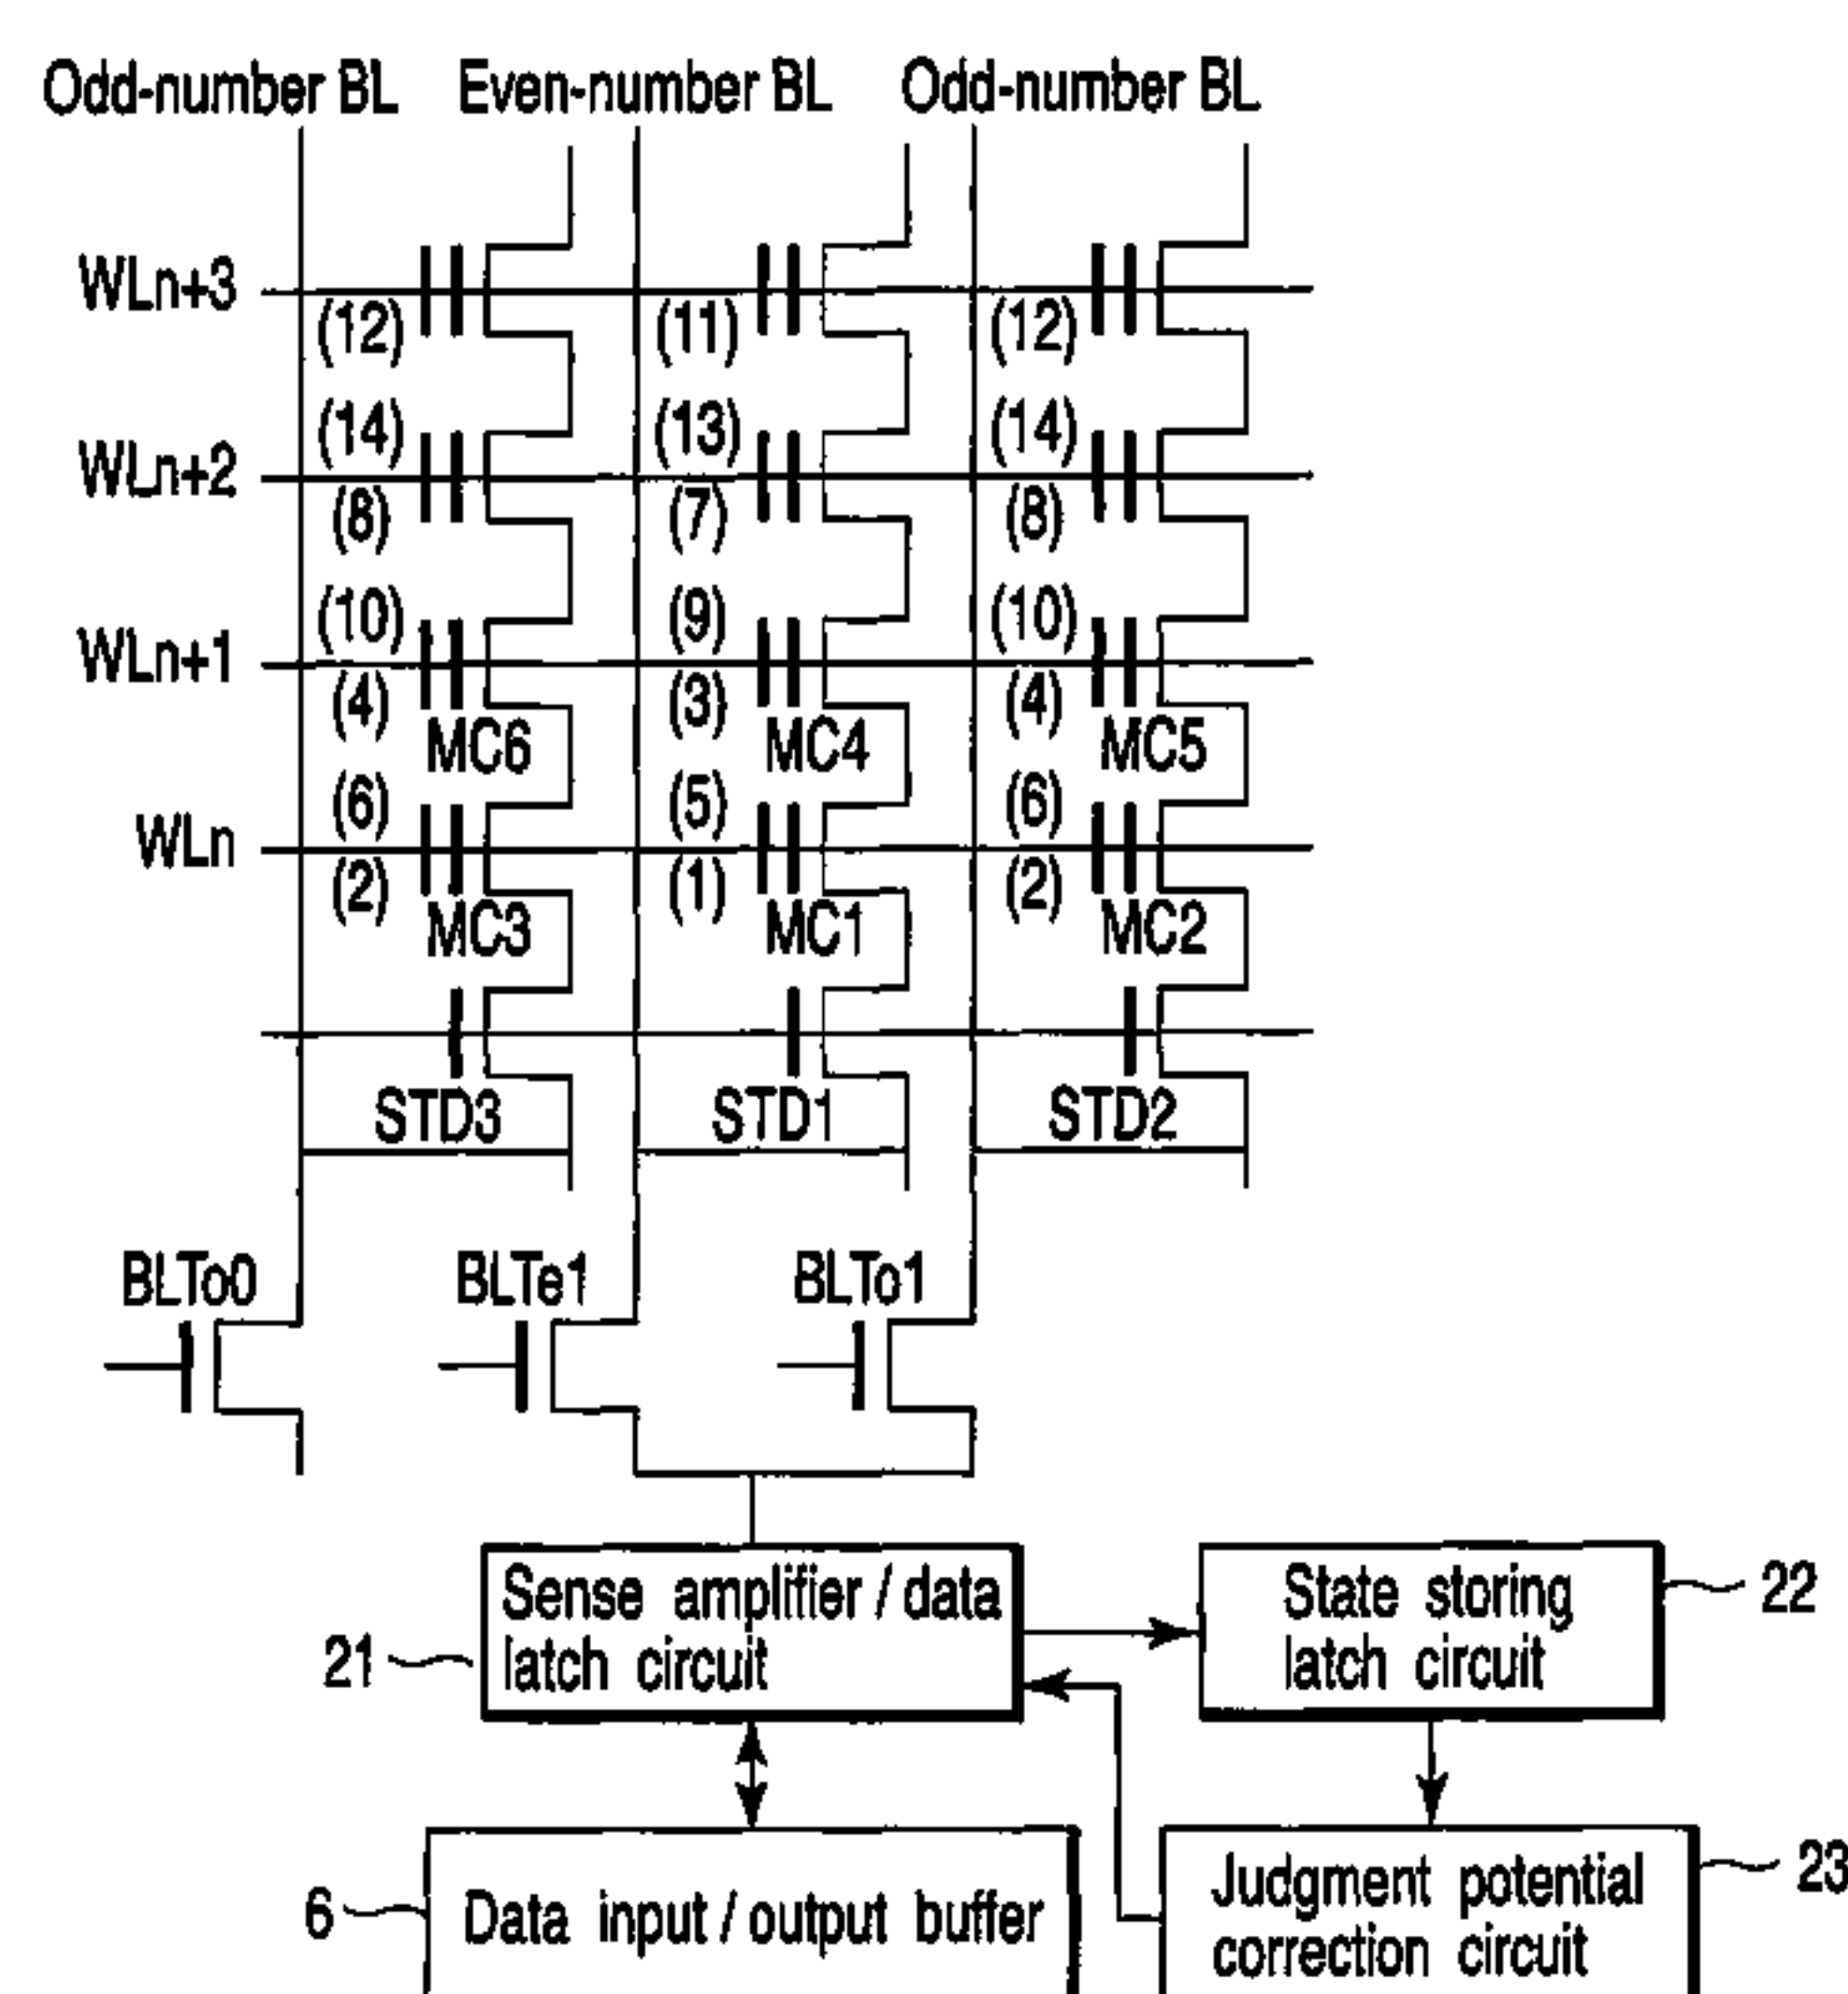 Odd-number BL Even-number BL Odd-number BL
WLn+3
(12) (11) (12)
(14) (13) (14)
WLn+2
(8) (7) (8)
(10) (9) (10)
WLn+1
(4) (3) (4)
MC6 MC4 MC5
(6) (5) (6)
WLn
(2) (1) (2)
MC3 MC1 MC2
STD3 STD1 STD2
BLTo0 BLTe1 BLTo1
Sense amplifier / data
latch circuit
21
State storing
latch circuit
22
6
Data input / output buffer
Judgment potential
correction circuit
23